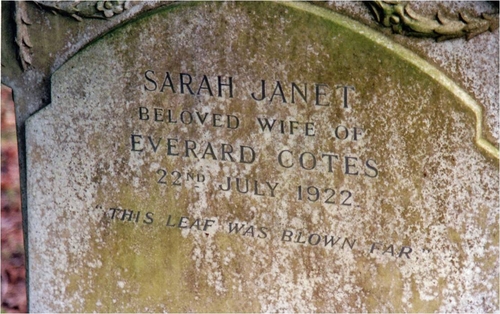 SARAH JANET
BELOVED WIFE OF
EVERARD COTES
22ND JULY 1922
"THIS LEAF WAS BLOWN FAR"